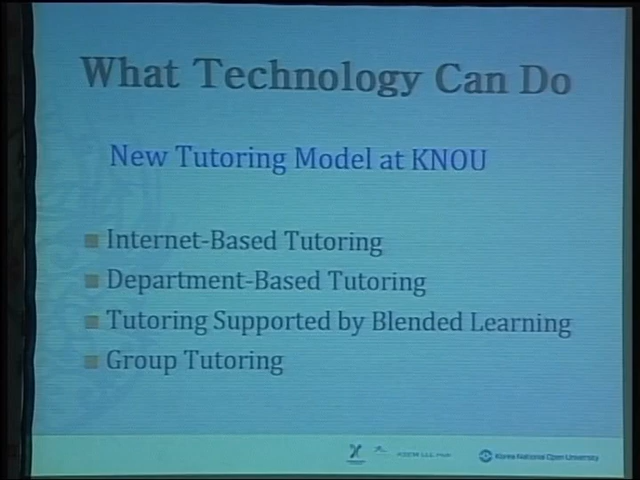 What Technology Can Do
New Tutoring Model at KNOU
Internet-Based Tutoring
Department-Based Tutoring
Tutoring Supported by Blended Learning
Group Tutoring
Korea National Open University